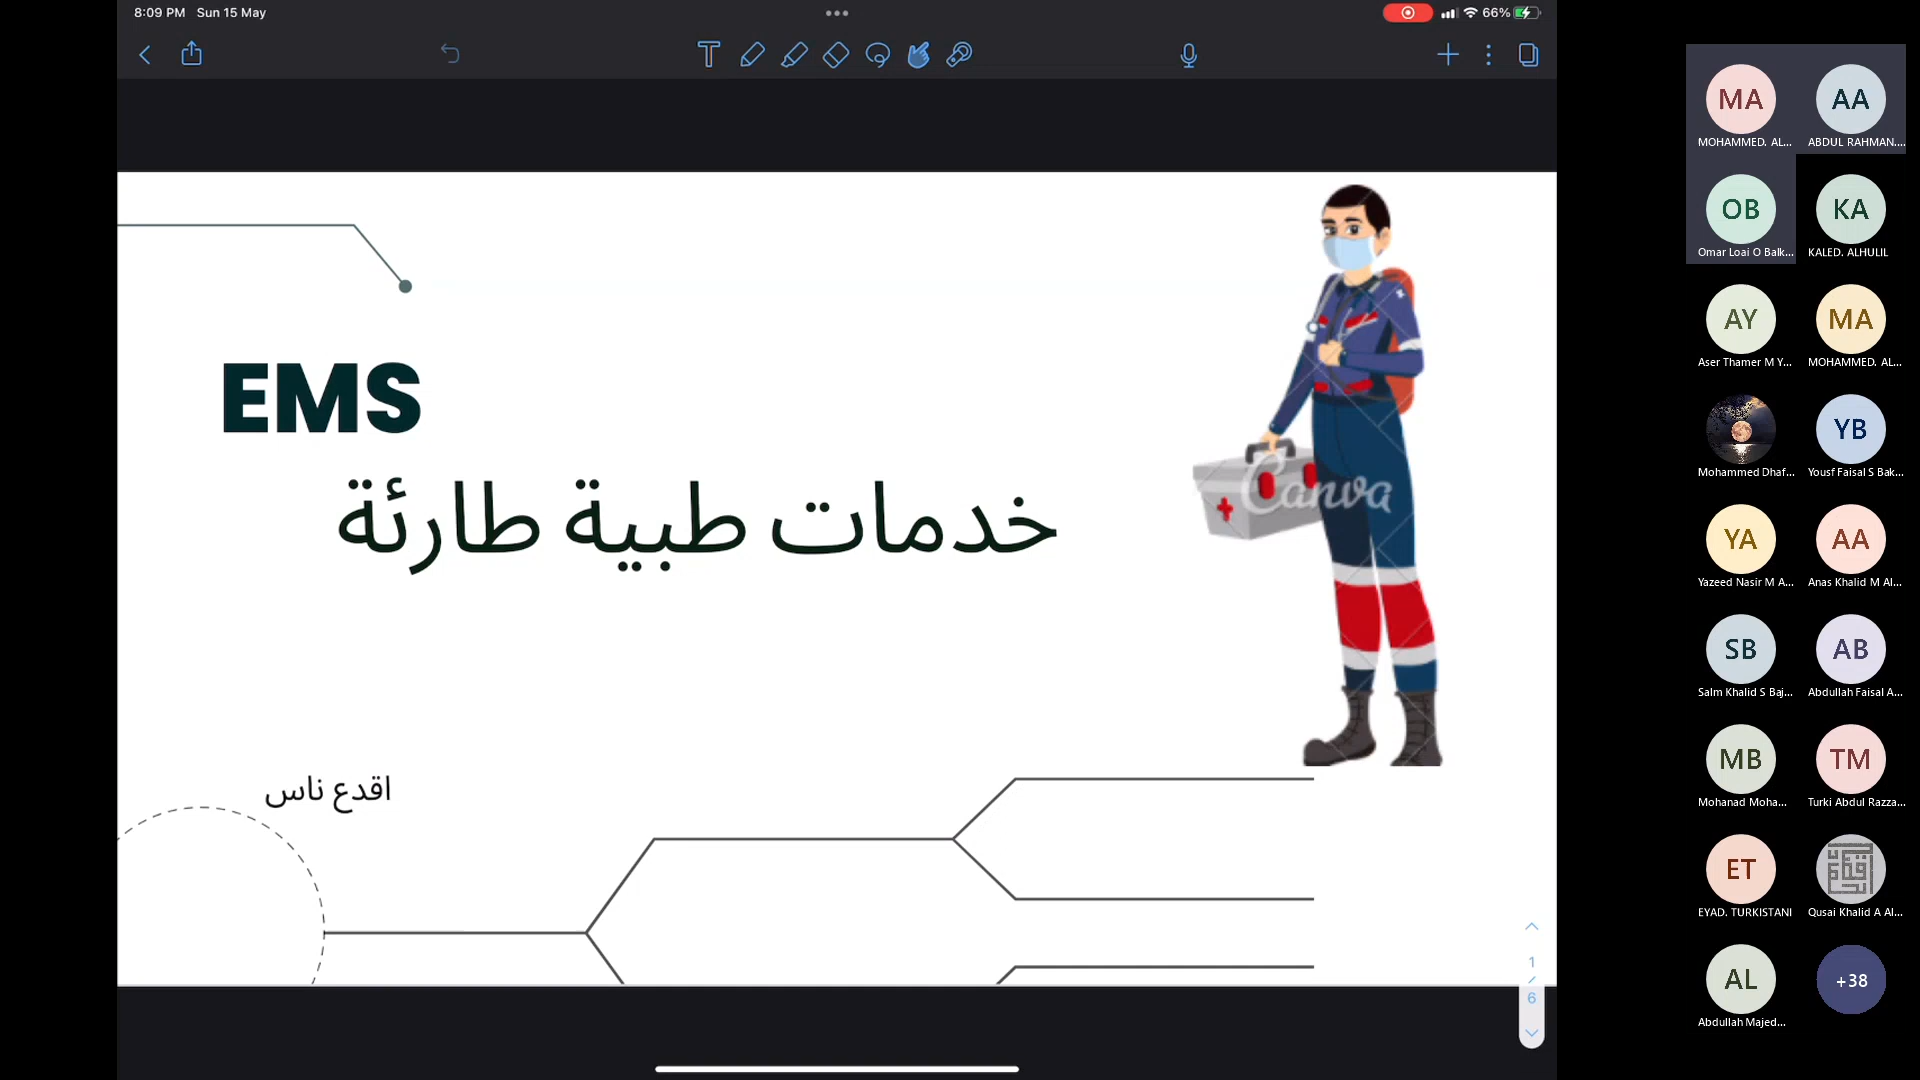 8:09 PM Sun 15 May
66%
EMS
خدمات طبية طارئة
Canva
اقدع ناس
1
6
MA
MOHAMMED. AL...
AA
ABDUL RAHMAN....
OB
Omar Loai O Balk...
KA
KALED. ALHULIL
AY
Aser Thamer M Y...
MA
MOHAMMED. AL...
Mohammed Dhaf...
YB
Yousf Faisal S Bak...
YA
Yazeed Nasir M A...
AA
Anas Khalid M Al...
SB
Salm Khalid S Baj...
AB
Abdullah Faisal A...
MB
Mohanad Moha...
TM
Turki Abdul Razza...
ET
EYAD. TURKISTANI
Qusai Khalid A Al...
AL
Abdullah Majed...
+38